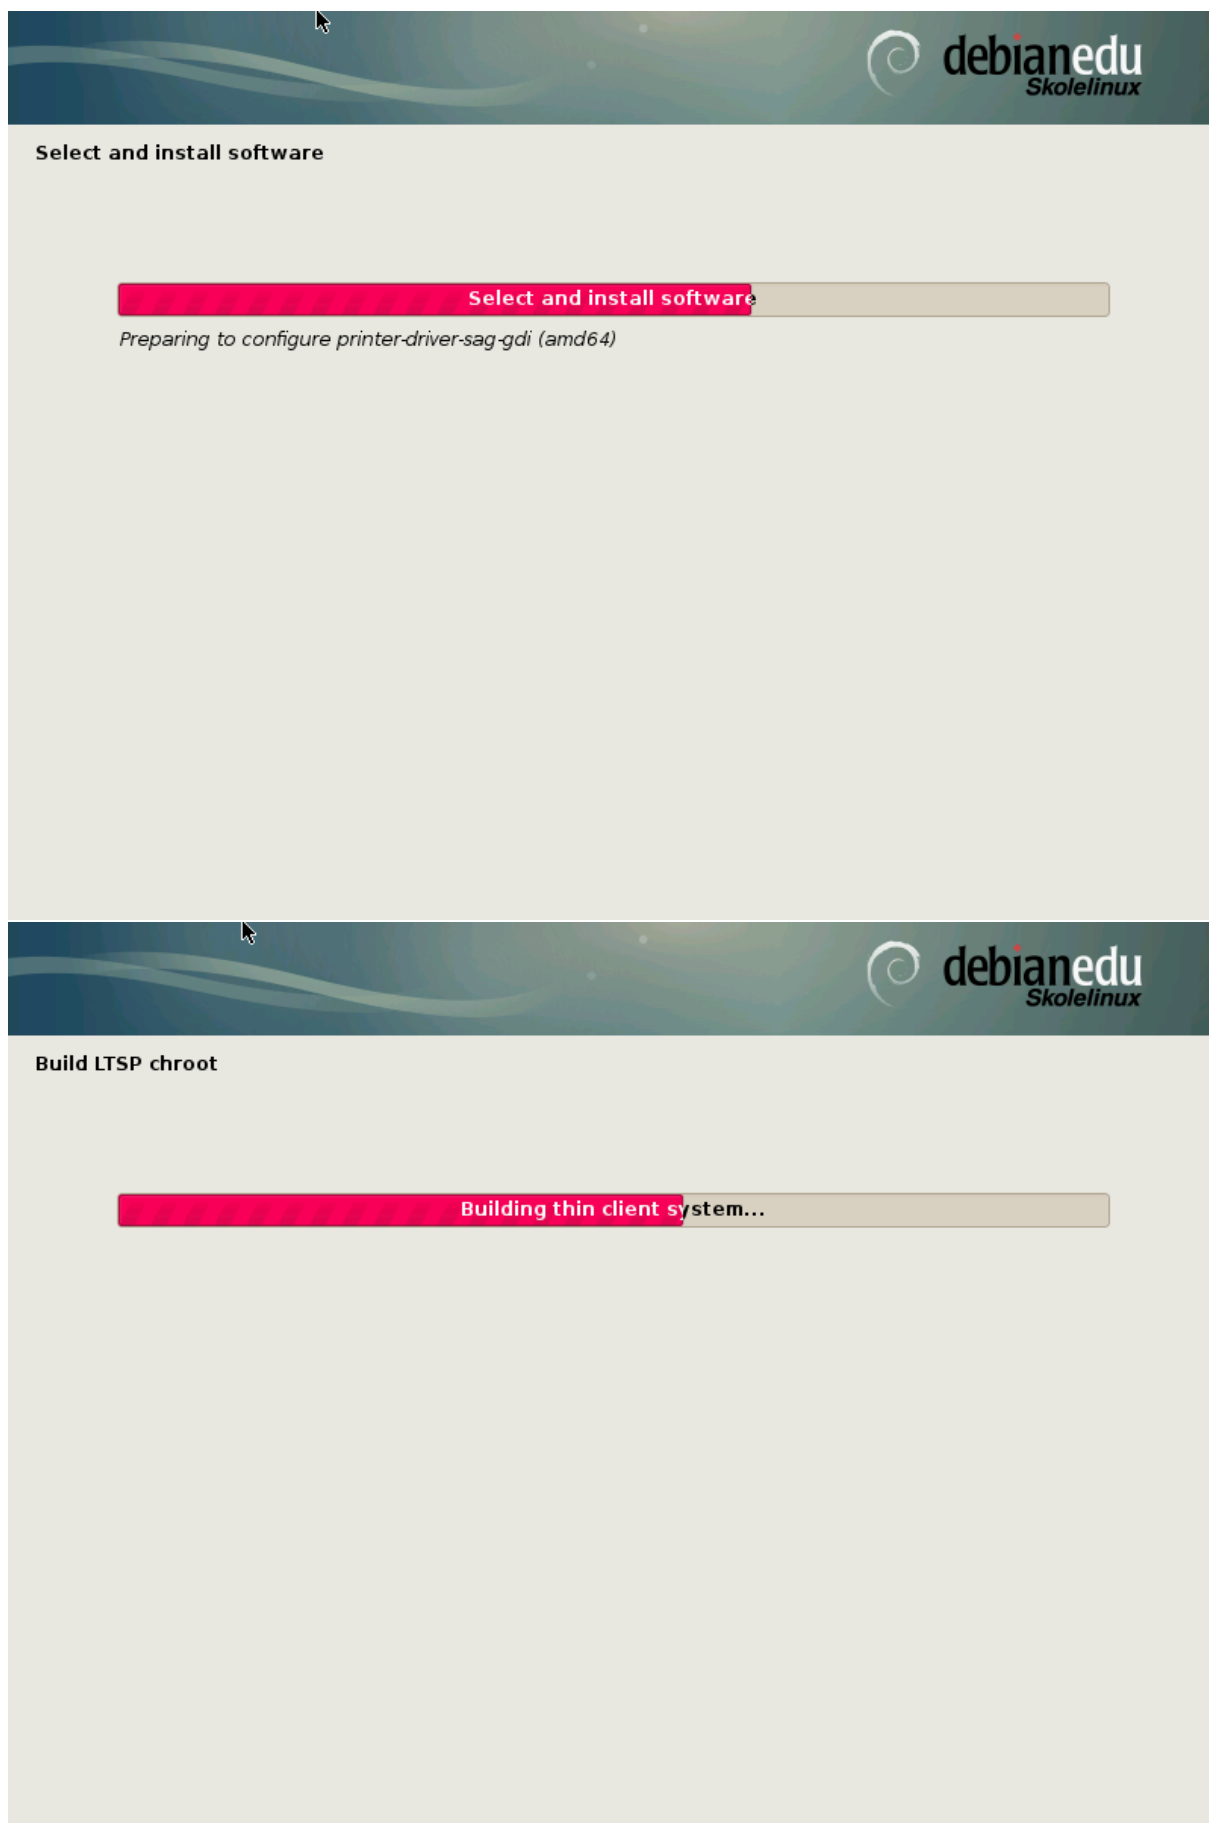 debianedu
Skolelinux
Select and install software
Select and install software
Preparing to configure printer-driver-sag-gdi (amd64)
debianedu
Skolelinux
Build LTSP chroot
Building thin client system...